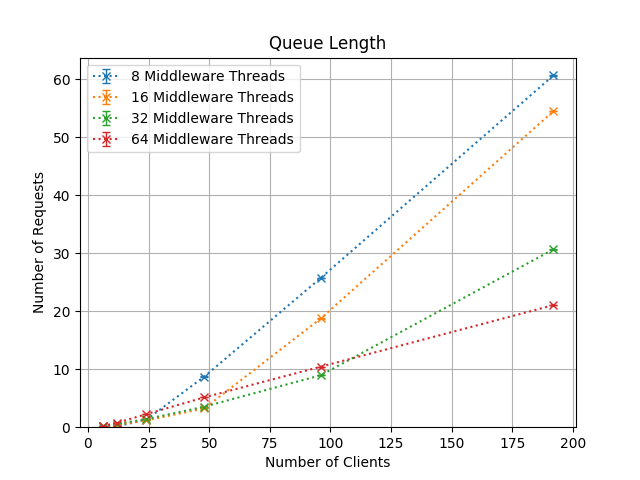 Queue Length
8 Middleware Threads
16 Middleware Threads
32 Middleware Threads
64 Middleware Threads
Number of Requests
60
50
40
30
20
10
0
0 25 50 75 100 125 150 175 200
Number of Clients